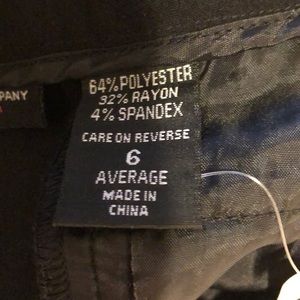 PANY
64% POLYESTER
32% RAYON
4% SPANDEX
CARE ON REVERSE
6
AVERAGE
MADE IN
CHINA